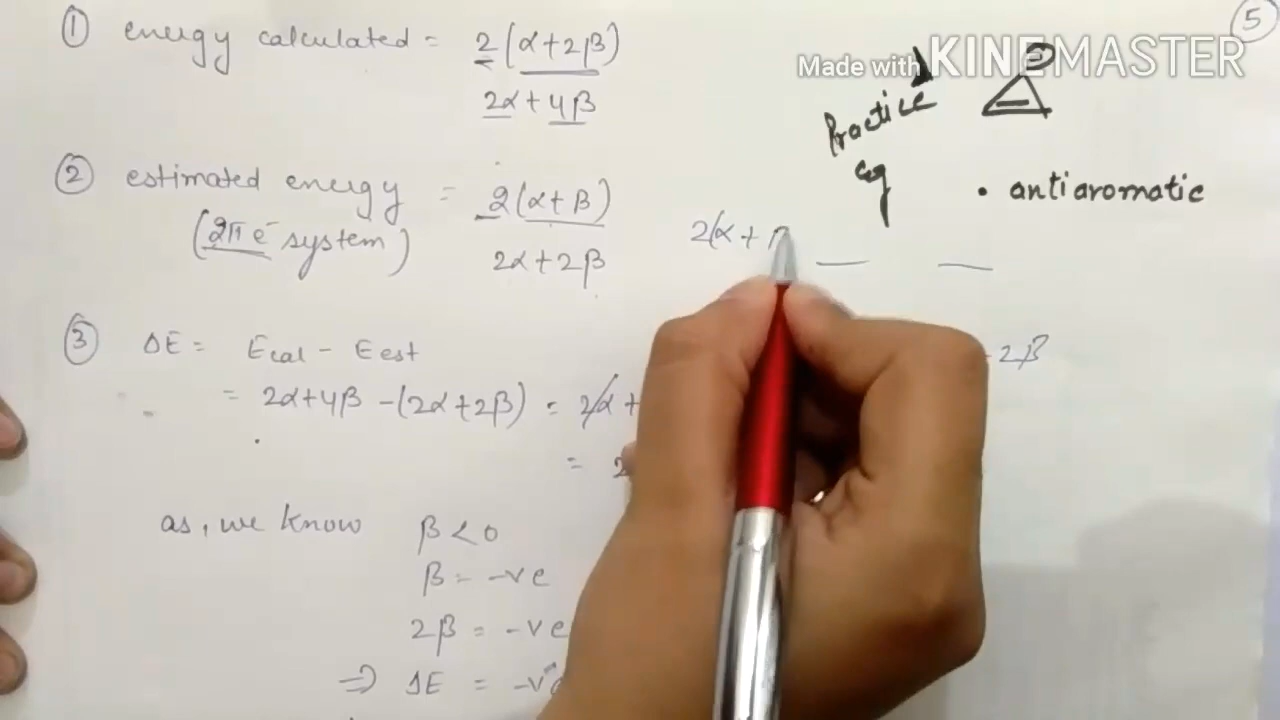 ① energy calculated = 2(α+2β)
2α + 4β
② estimated energy = 2(α+β)
(2π e⁻ system)
2α + 2β
③ ΔE = Ecal - Eest
= 2α+4β -(2α+2β) = 2α +
= 2
as, we know β < 0
β = -ve
2β = -ve
⇒ ΔE = -ve
5
Made with KINEMASTER
Practice
eg
• antiaromatic
2(α +
2β